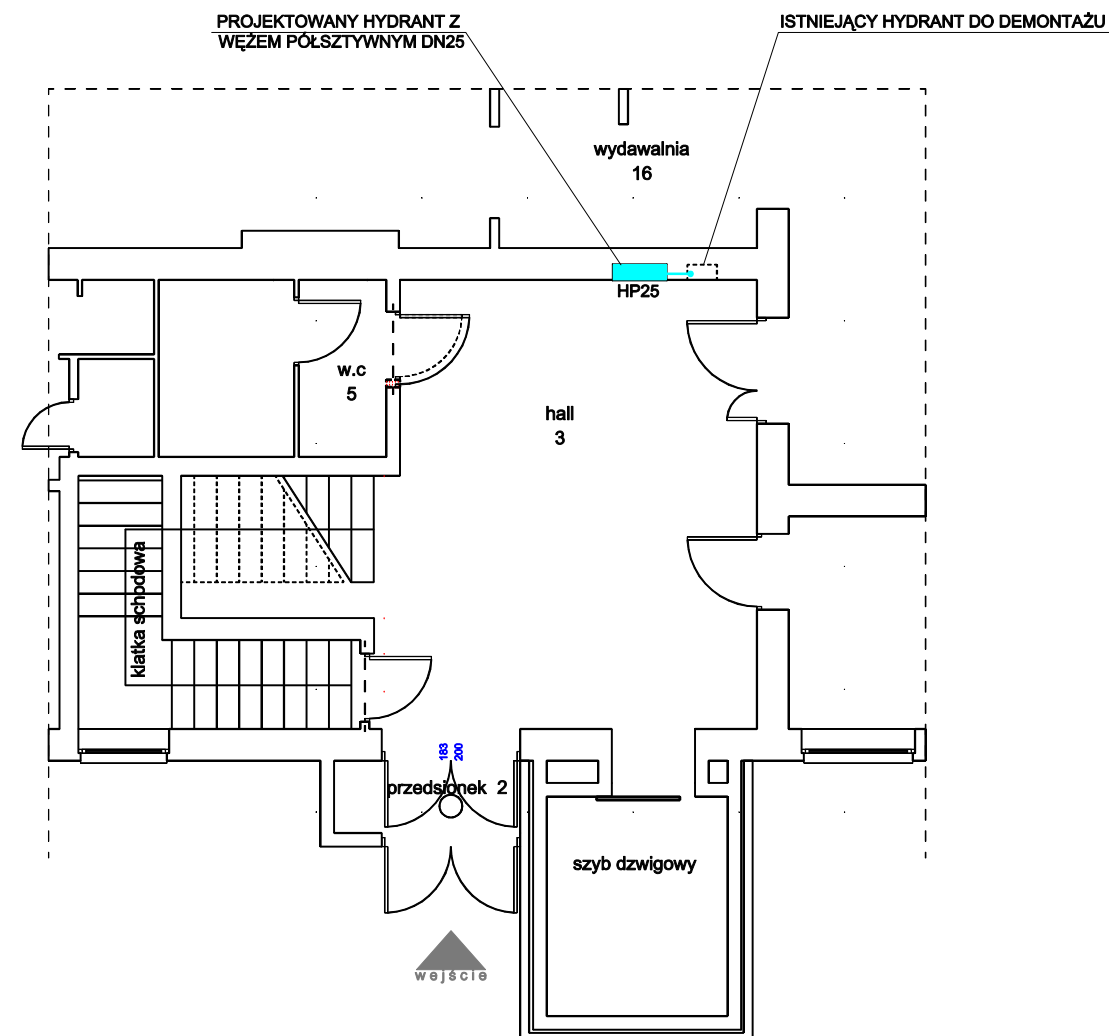 PROJEKTOWANY HYDRANT Z
WĘŻEM PÓŁSZTYWNYM DN25
ISTNIEJĄCY HYDRANT DO DEMONTAŻU
wydawalnia
16
HP25
w.c
5
hall
3
klatka schodowa
183
200
przedsionek 2
szyb dzwigowy
wejście